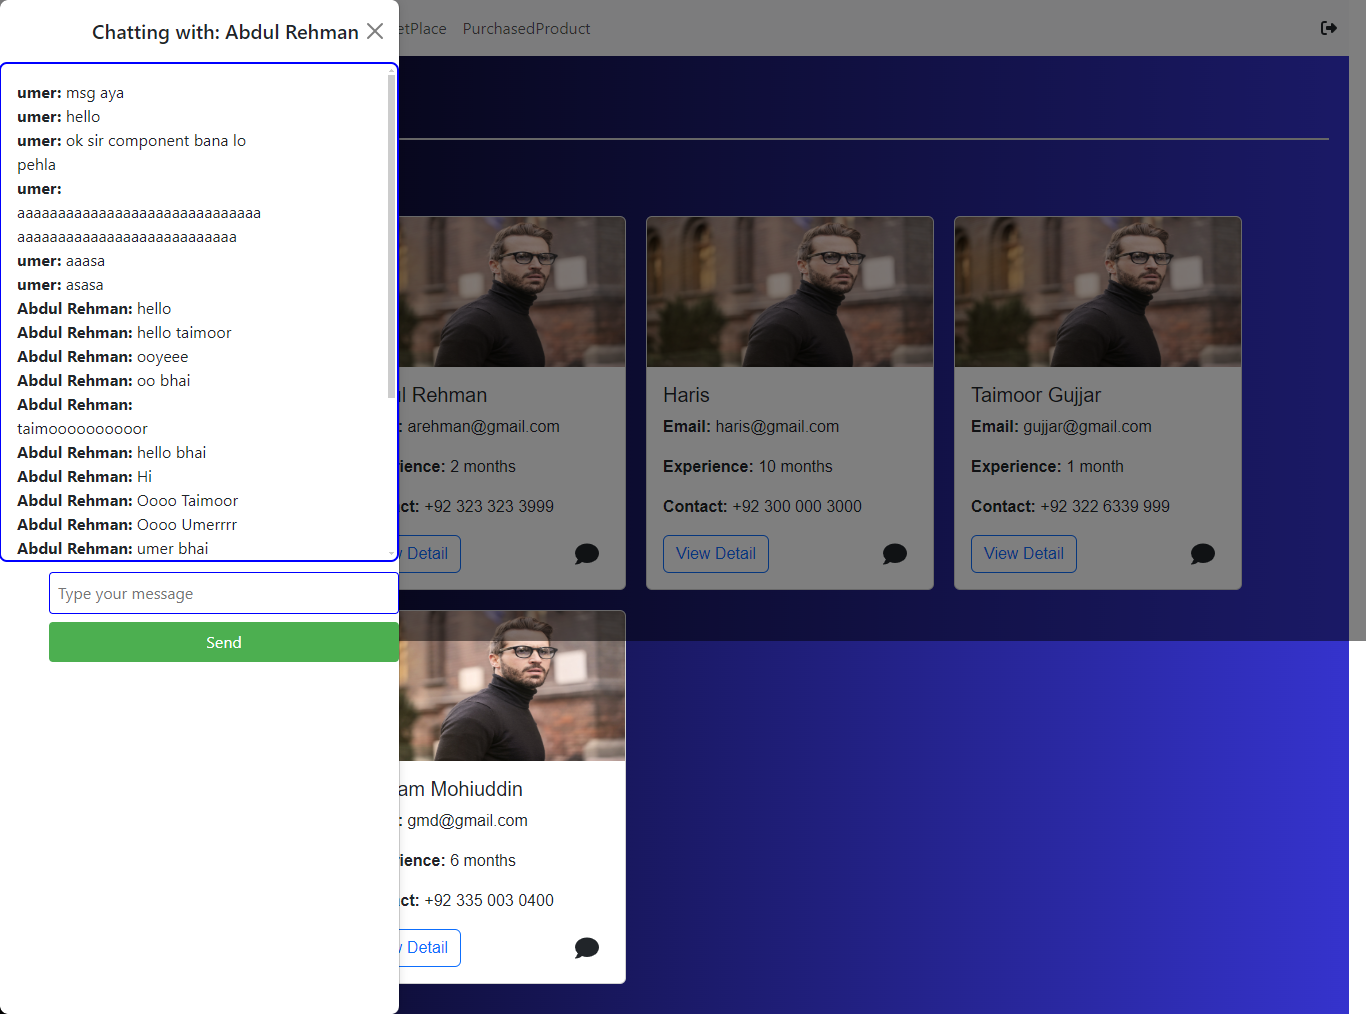 Chatting with: Abdul Rehman
etPlace PurchasedProduct
umer: msg aya
umer: hello
umer: ok sir component bana lo
pehla
umer:
aaaaaaaaaaaaaaaaaaaaaaaaaaaaaaa
aaaaaaaaaaaaaaaaaaaaaaaaaaaa
umer: aaasa
umer: asasa
Abdul Rehman: hello
Abdul Rehman: hello taimoor
Abdul Rehman: ooyeee
Abdul Rehman: oo bhai
Abdul Rehman:
taimooooooooooor
Abdul Rehman: hello bhai
Abdul Rehman: Hi
Abdul Rehman: Oooo Taimoor
Abdul Rehman: Oooo Umerrrr
Abdul Rehman: umer bhai
Type your message
Send
ul Rehman
: arehman@gmail.com
ience: 2 months
ct: +92 323 323 3999
w Detail
Haris
Email: haris@gmail.com
Experience: 10 months
Contact: +92 300 000 3000
View Detail
Taimoor Gujjar
Email: gujjar@gmail.com
Experience: 1 month
Contact: +92 322 6339 999
View Detail
am Mohiuddin
: gmd@gmail.com
ience: 6 months
ct: +92 335 003 0400
w Detail